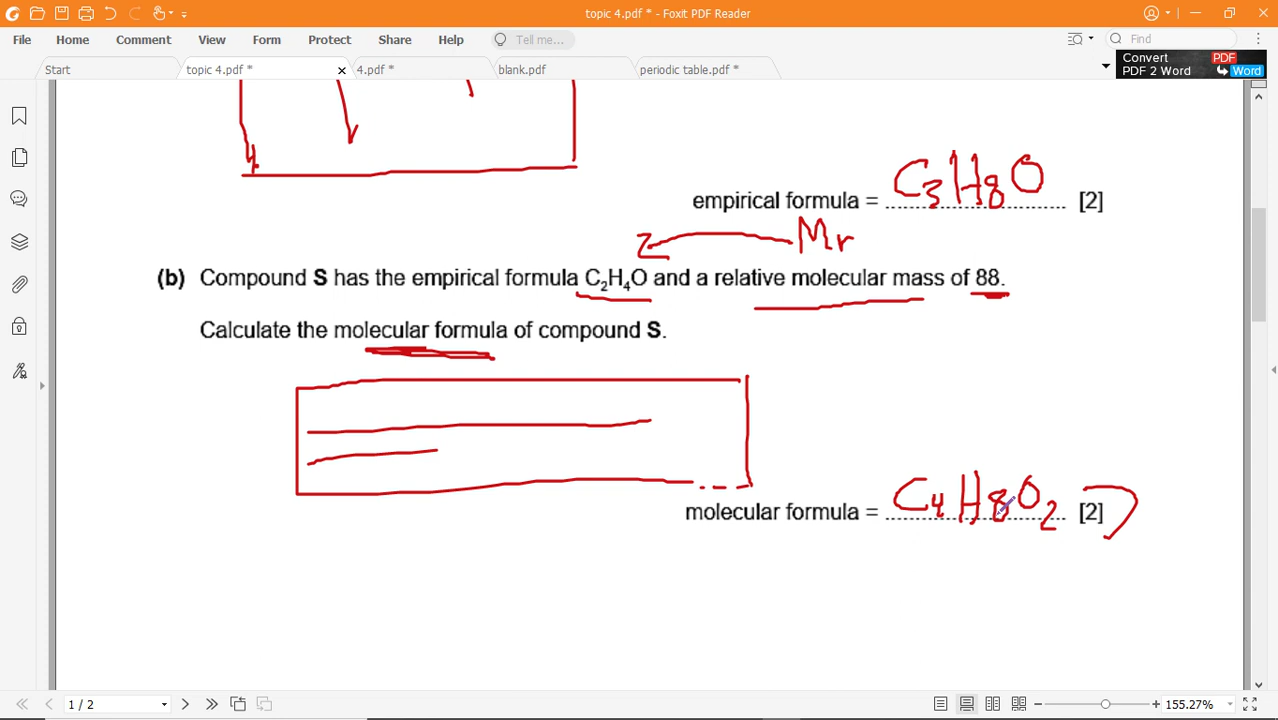 topic 4.pdf * - Foxit PDF Reader
File Home Comment View Form Protect Share Help Tell me... Find
Start topic 4.pdf * 4.pdf * blank.pdf periodic table.pdf *
Convert PDF
PDF 2 Word Word
empirical formula = C3H8O [2]
2 Mr
(b) Compound S has the empirical formula C₂H₄O and a relative molecular mass of 88.
Calculate the molecular formula of compound S.
molecular formula = C4H8O2 [2]
1 / 2 155.27%